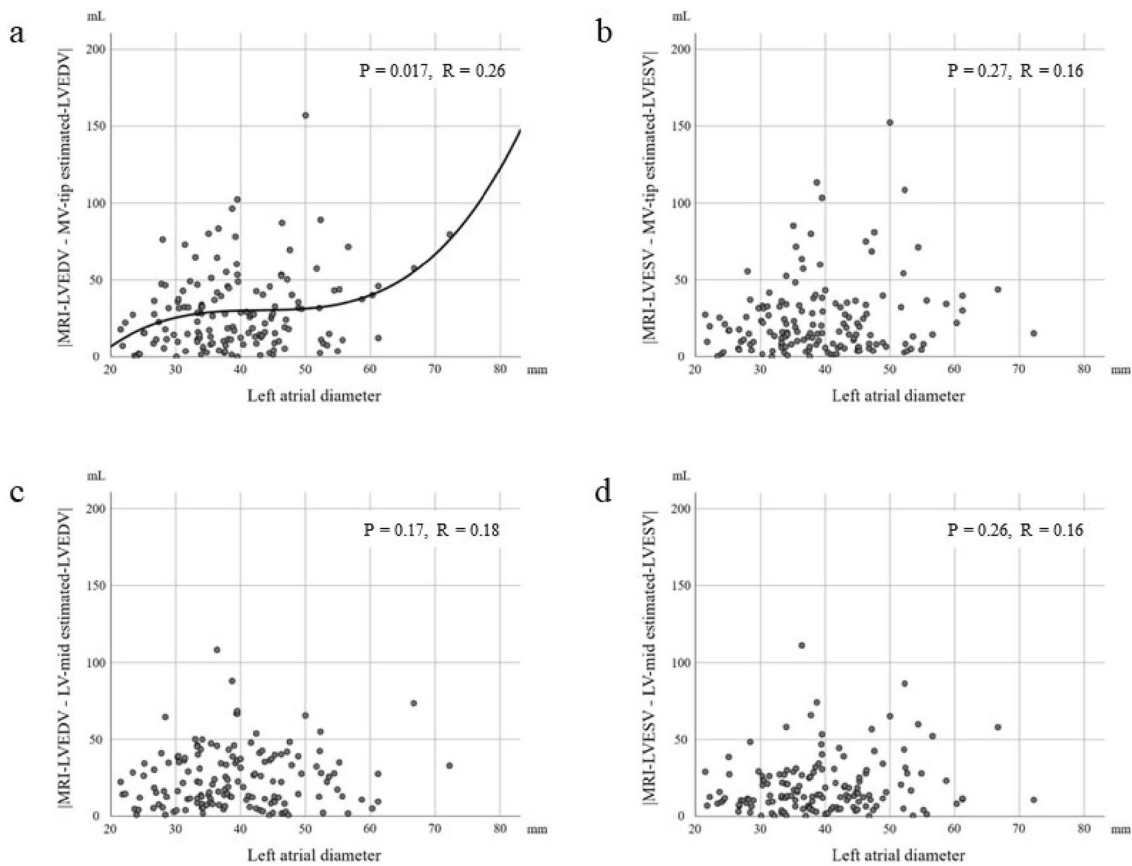 a
mL
200
150
100
50
0
|MRI-LVEDV - MV-tip estimated-LVEDV|
P = 0.017, R = 0.26
20 30 40 50 60 70 80 mm
Left atrial diameter
b
mL
200
150
100
50
0
|MRI-LVESV - MV-tip estimated-LVESV|
P = 0.27, R = 0.16
20 30 40 50 60 70 80 mm
Left atrial diameter
c
mL
200
150
100
50
0
|MRI-LVEDV - LV-mid estimated-LVEDV|
P = 0.17, R = 0.18
20 30 40 50 60 70 80 mm
Left atrial diameter
d
mL
200
150
100
50
0
|MRI-LVESV - LV-mid estimated-LVESV|
P = 0.26, R = 0.16
20 30 40 50 60 70 80 mm
Left atrial diameter